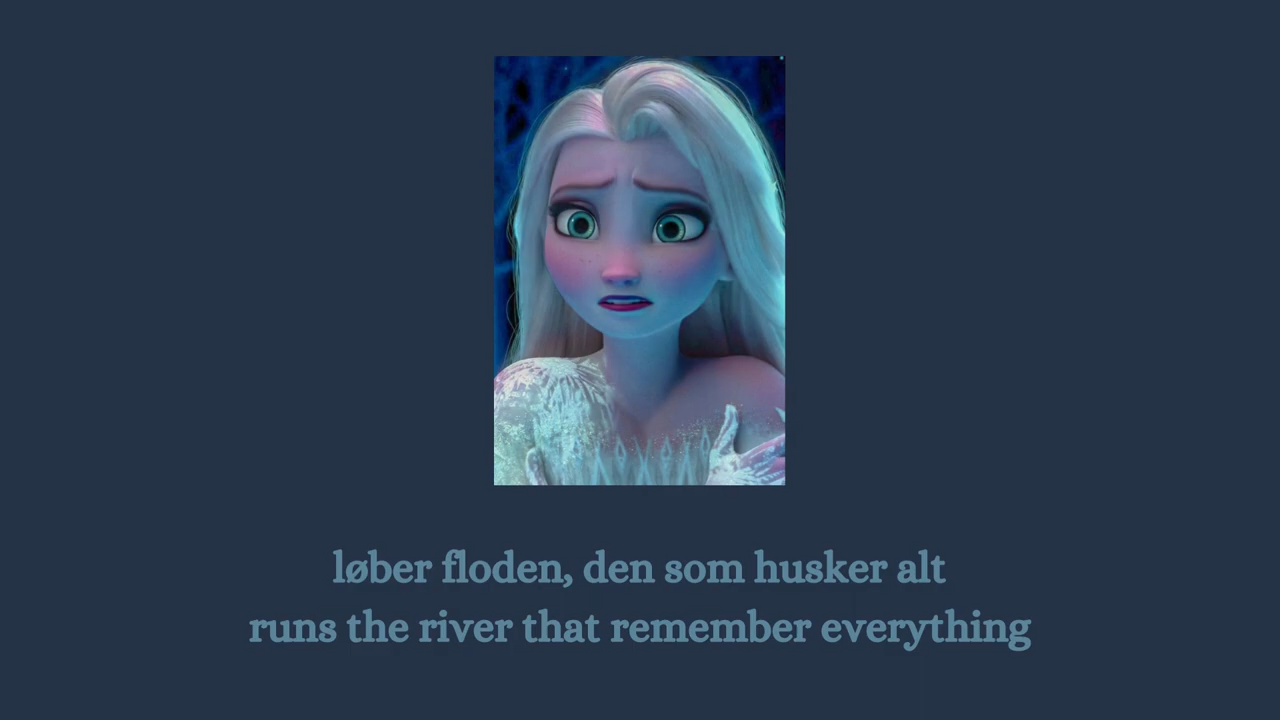 løber floden, den som husker alt
runs the river that remember everything